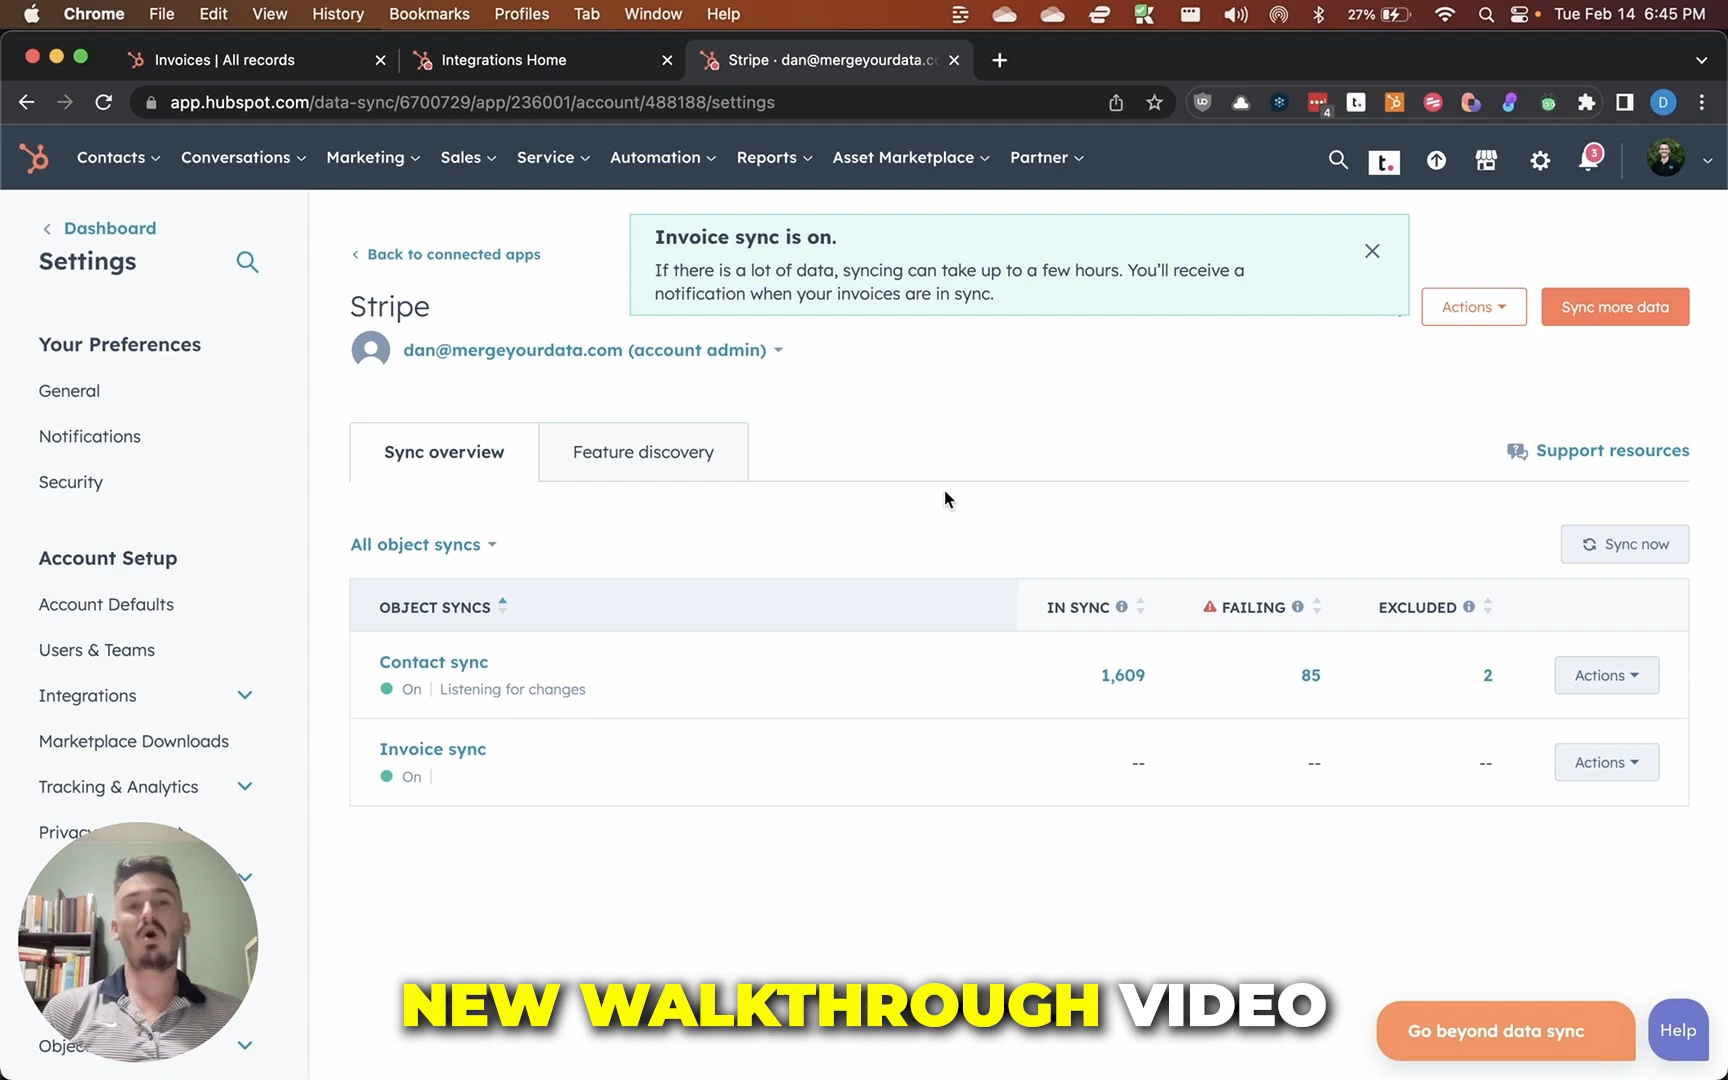 Chrome File Edit View History Bookmarks Profiles Tab Window Help 27% Tue Feb 14 6:45 PM
Invoices | All records
Integrations Home
Stripe · dan@mergeyourdata.c
app.hubspot.com/data-sync/6700729/app/236001/account/488188/settings
4
t.
D
Contacts Conversations Marketing Sales Service Automation Reports Asset Marketplace Partner
t.
3
Dashboard
Settings
Your Preferences
General
Notifications
Security
Account Setup
Account Defaults
Users & Teams
Integrations
Marketplace Downloads
Tracking & Analytics
Privacy
Objec
Back to connected apps
Invoice sync is on.
If there is a lot of data, syncing can take up to a few hours. You'll receive a
notification when your invoices are in sync.
Stripe
Actions
Sync more data
dan@mergeyourdata.com (account admin)
Sync overview
Feature discovery
Support resources
All object syncs
Sync now
OBJECT SYNCS IN SYNC FAILING EXCLUDED
Contact sync
On | Listening for changes
1,609 85 2 Actions
Invoice sync
On |
-- -- -- Actions
NEW WALKTHROUGH VIDEO
Go beyond data sync
Help